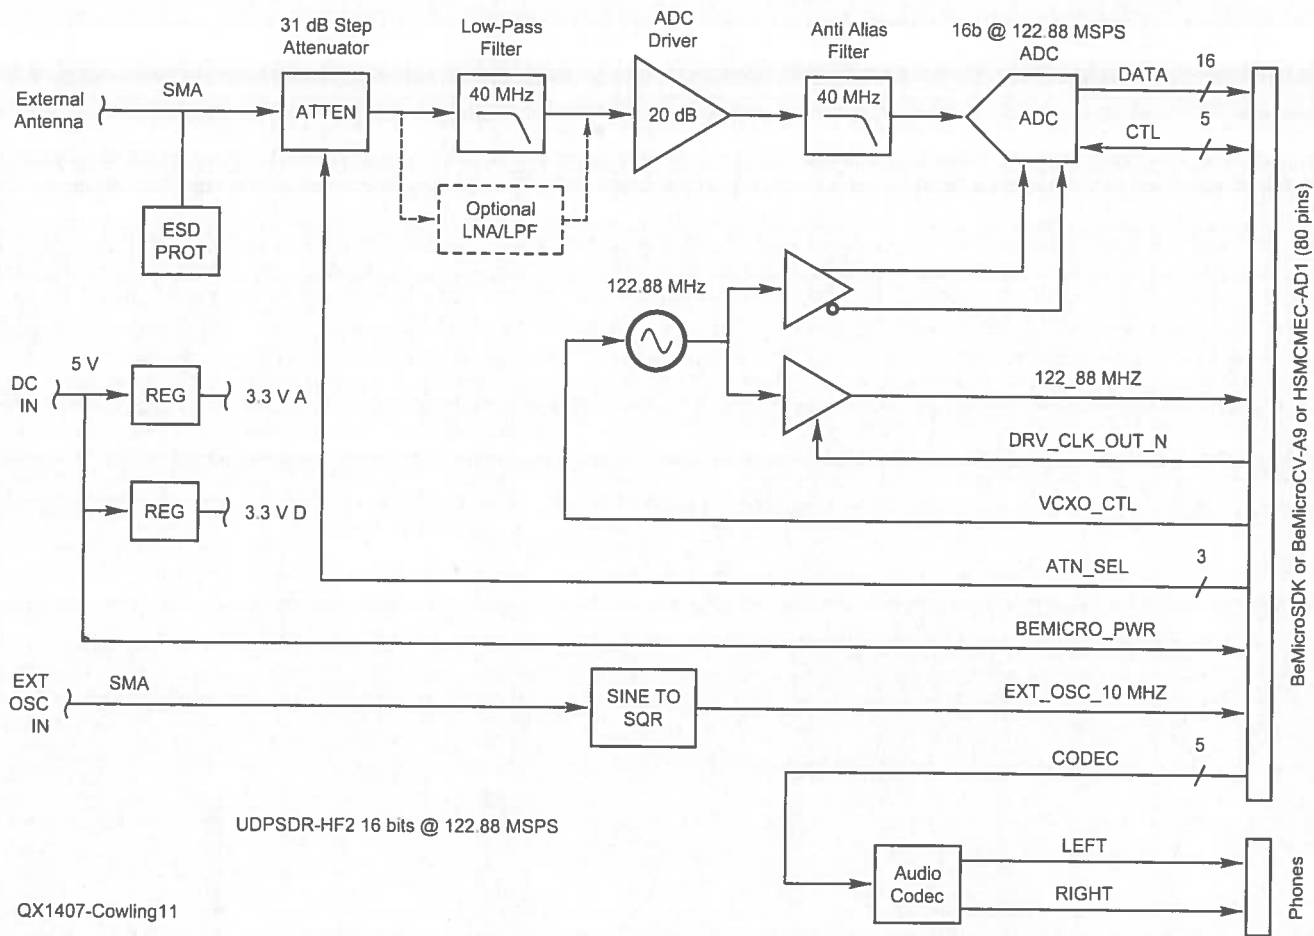 31 dB Step
Attenuator
Low-Pass
Filter
ADC
Driver
Anti Alias
Filter
16b @ 122.88 MSPS
ADC
External
Antenna
SMA
ATTEN
40 MHz
20 dB
40 MHz
ADC
DATA
16
CTL
5
ESD
PROT
Optional
LNA/LPF
122.88 MHz
DC
IN
5 V
REG
3.3 V A
REG
3.3 V D
122_88 MHZ
DRV_CLK_OUT_N
VCXO_CTL
ATN_SEL
3
BEMICRO_PWR
EXT
OSC
IN
SMA
SINE TO
SQR
EXT_OSC_10 MHZ
CODEC
5
BeMicroSDK or BeMicroCV-A9 or HSMCMEC-AD1 (80 pins)
UDPSDR-HF2 16 bits @ 122.88 MSPS
Audio
Codec
LEFT
RIGHT
Phones
QX1407-Cowling11